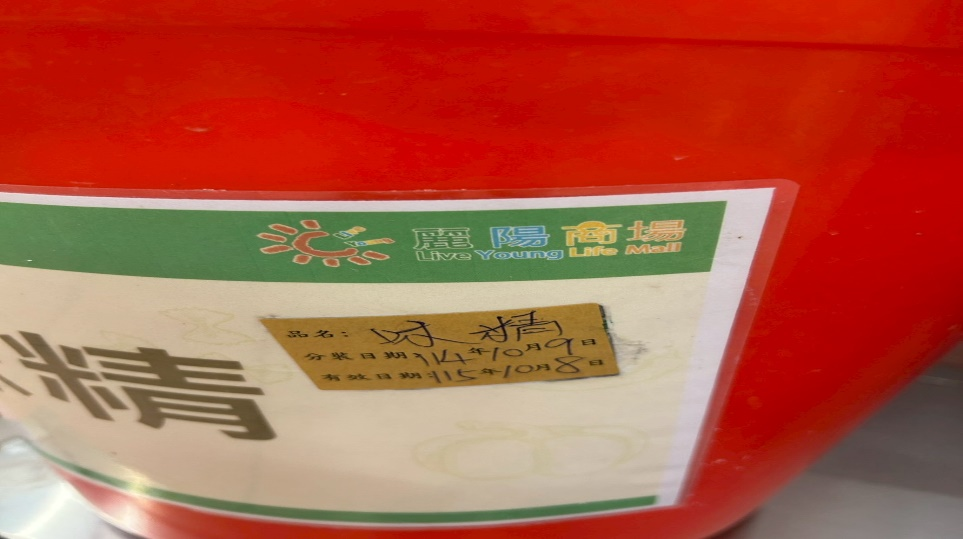 麗陽商場
Live Young Life Mall
品名：味精
分裝日期：114年10月9日
有效日期：115年10月8日
精